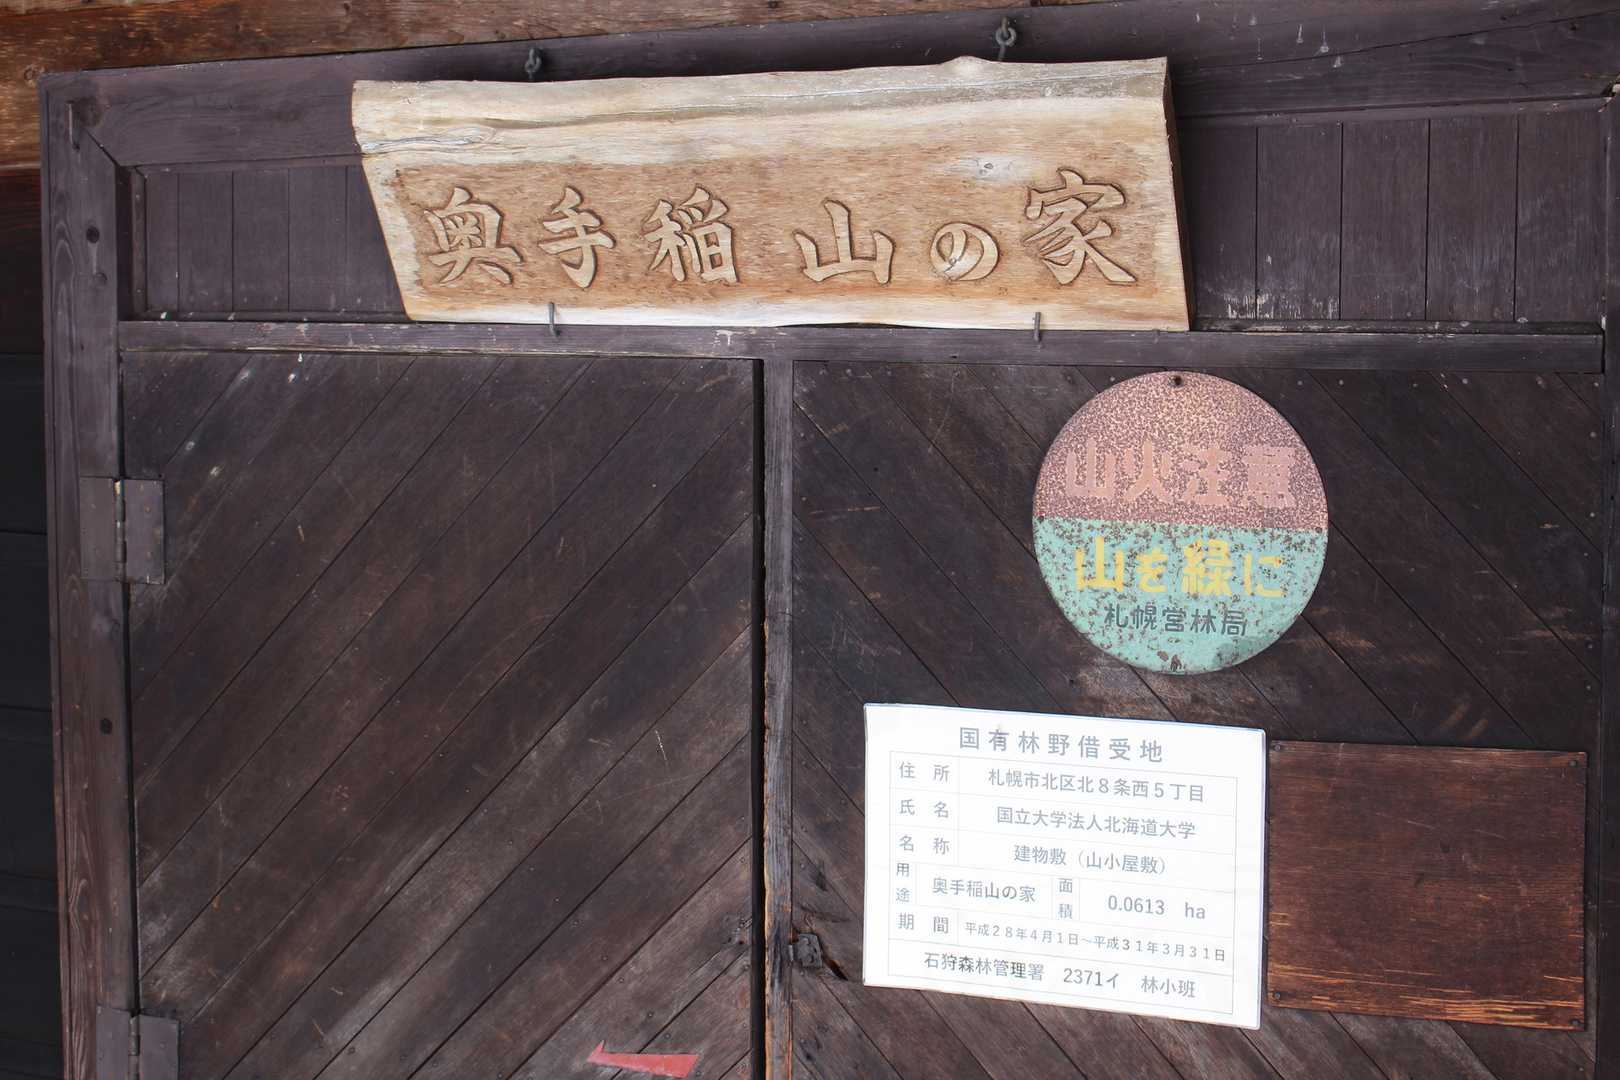 奥手稲 山の家
山火注意
山を緑に
札幌営林局
国有林野借受地
住所 札幌市北区北8条西5丁目
氏名 国立大学法人北海道大学
名称 建物敷（山小屋敷）
用途 奥手稲山の家 面積 0.0613 ha
期間 平成28年4月1日～平成31年3月31日
石狩森林管理署 2371イ 林小班